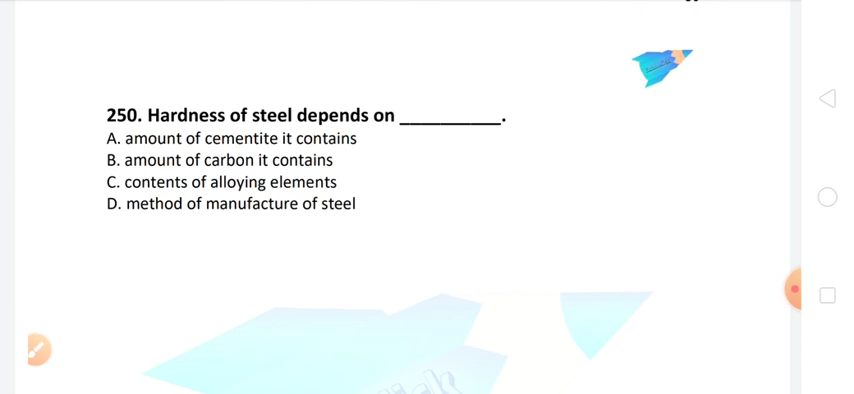 250. Hardness of steel depends on __________.
A. amount of cementite it contains
B. amount of carbon it contains
C. contents of alloying elements
D. method of manufacture of steel